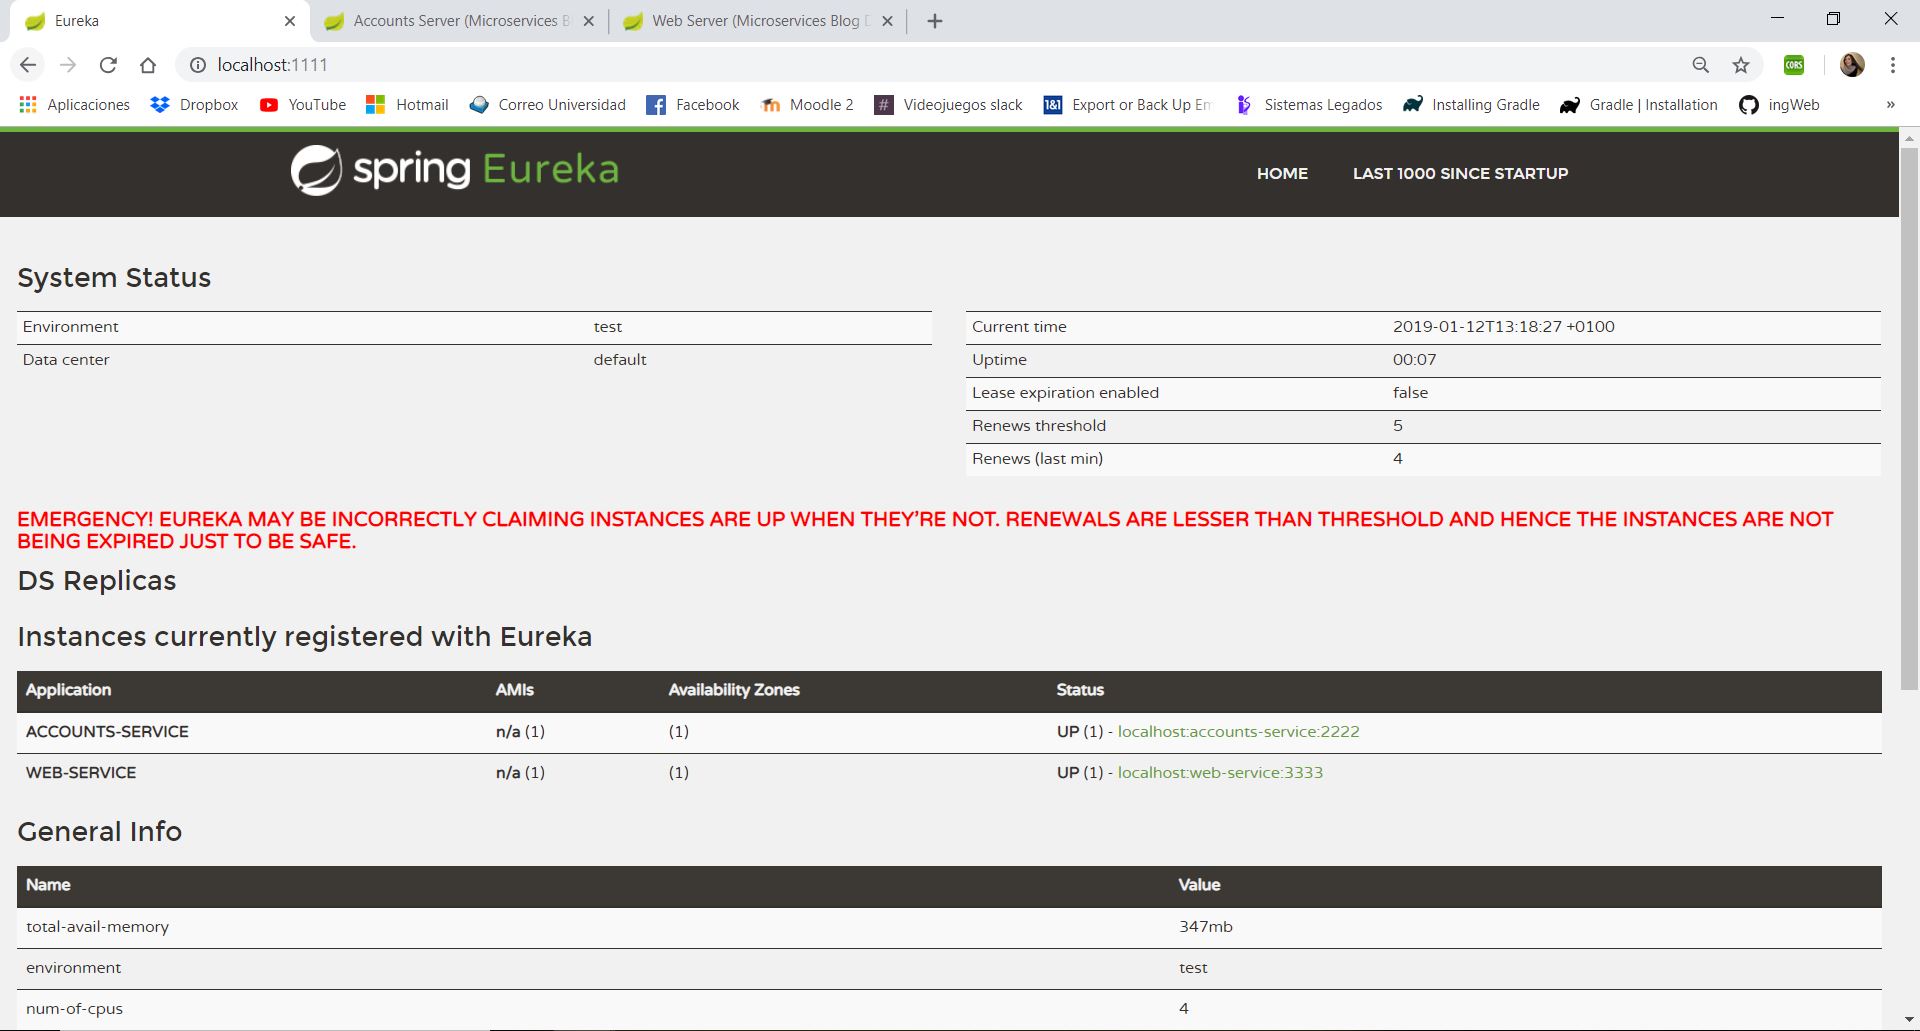 Eureka
Accounts Server (Microservices B
Web Server (Microservices Blog D
localhost:1111
CORS
Aplicaciones
Dropbox
YouTube
Hotmail
Correo Universidad
Facebook
Moodle 2
# Videojuegos slack
1&1 Export or Back Up Em
Sistemas Legados
Installing Gradle
Gradle | Installation
ingWeb
»
spring Eureka
HOME
LAST 1000 SINCE STARTUP
System Status
Environment test
Data center default
Current time 2019-01-12T13:18:27 +0100
Uptime 00:07
Lease expiration enabled false
Renews threshold 5
Renews (last min) 4
EMERGENCY! EUREKA MAY BE INCORRECTLY CLAIMING INSTANCES ARE UP WHEN THEY'RE NOT. RENEWALS ARE LESSER THAN THRESHOLD AND HENCE THE INSTANCES ARE NOT
BEING EXPIRED JUST TO BE SAFE.
DS Replicas
Instances currently registered with Eureka
Application AMIs Availability Zones Status
ACCOUNTS-SERVICE n/a (1) (1) UP (1) - localhost:accounts-service:2222
WEB-SERVICE n/a (1) (1) UP (1) - localhost:web-service:3333
General Info
Name Value
total-avail-memory 347mb
environment test
num-of-cpus 4